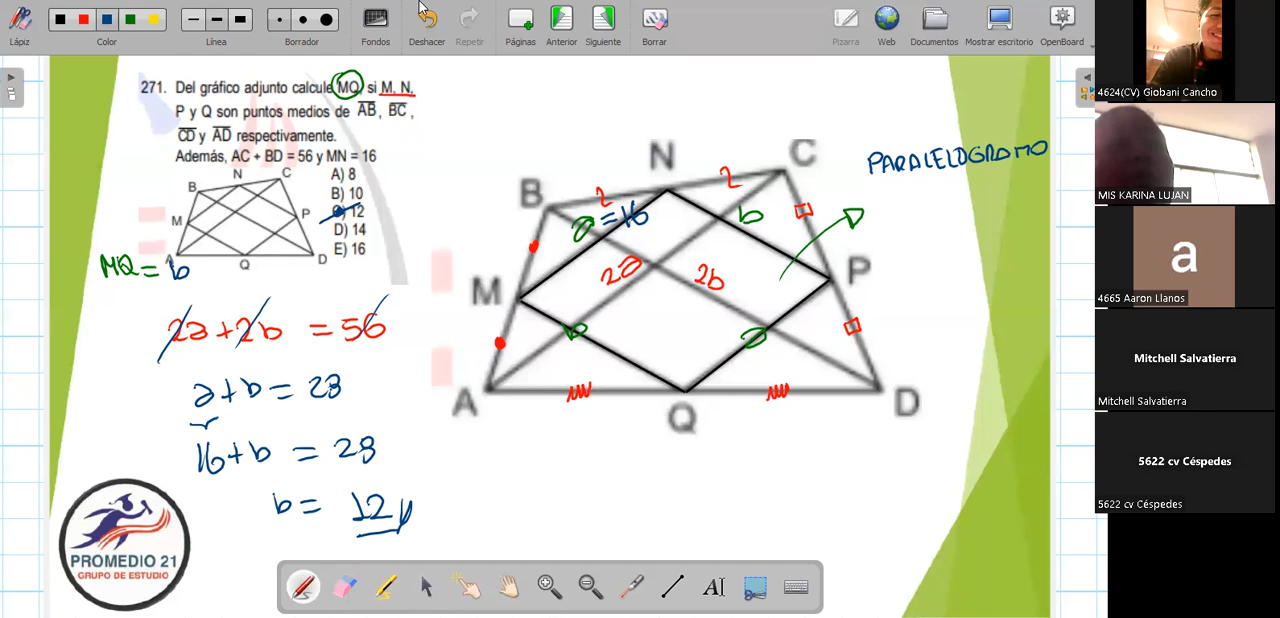 Lápiz
Color
Línea
Borrador
Fondos
Deshacer
Repetir
Páginas
Anterior
Siguiente
Borrar
Pizarra
Web
Documentos
Mostrar escritorio
OpenBoard
271. Del gráfico adjunto calcule MQ, si M, N,
P y Q son puntos medios de AB, BC,
CD y AD respectivamente.
Además, AC + BD = 56 y MN = 16
A) 8
B) 10
C) 12
D) 14
E) 16
B
N
C
M
P
A
Q
D
MQ = b
2a + 2b = 56
a + b = 28
16 + b = 28
b = 12
PROMEDIO 21
GRUPO DE ESTUDIO
PARALELOGRAMO
N
C
B
a = 16
b
2a
2b
M
P
b
a
A
Q
D
4624(CV) Giobani Cancho
MIS KARINA LUJAN
a
4665 Aaron Llanos
Mitchell Salvatierra
Mitchell Salvatierra
5622 cv Céspedes
5622 cv Céspedes
AI